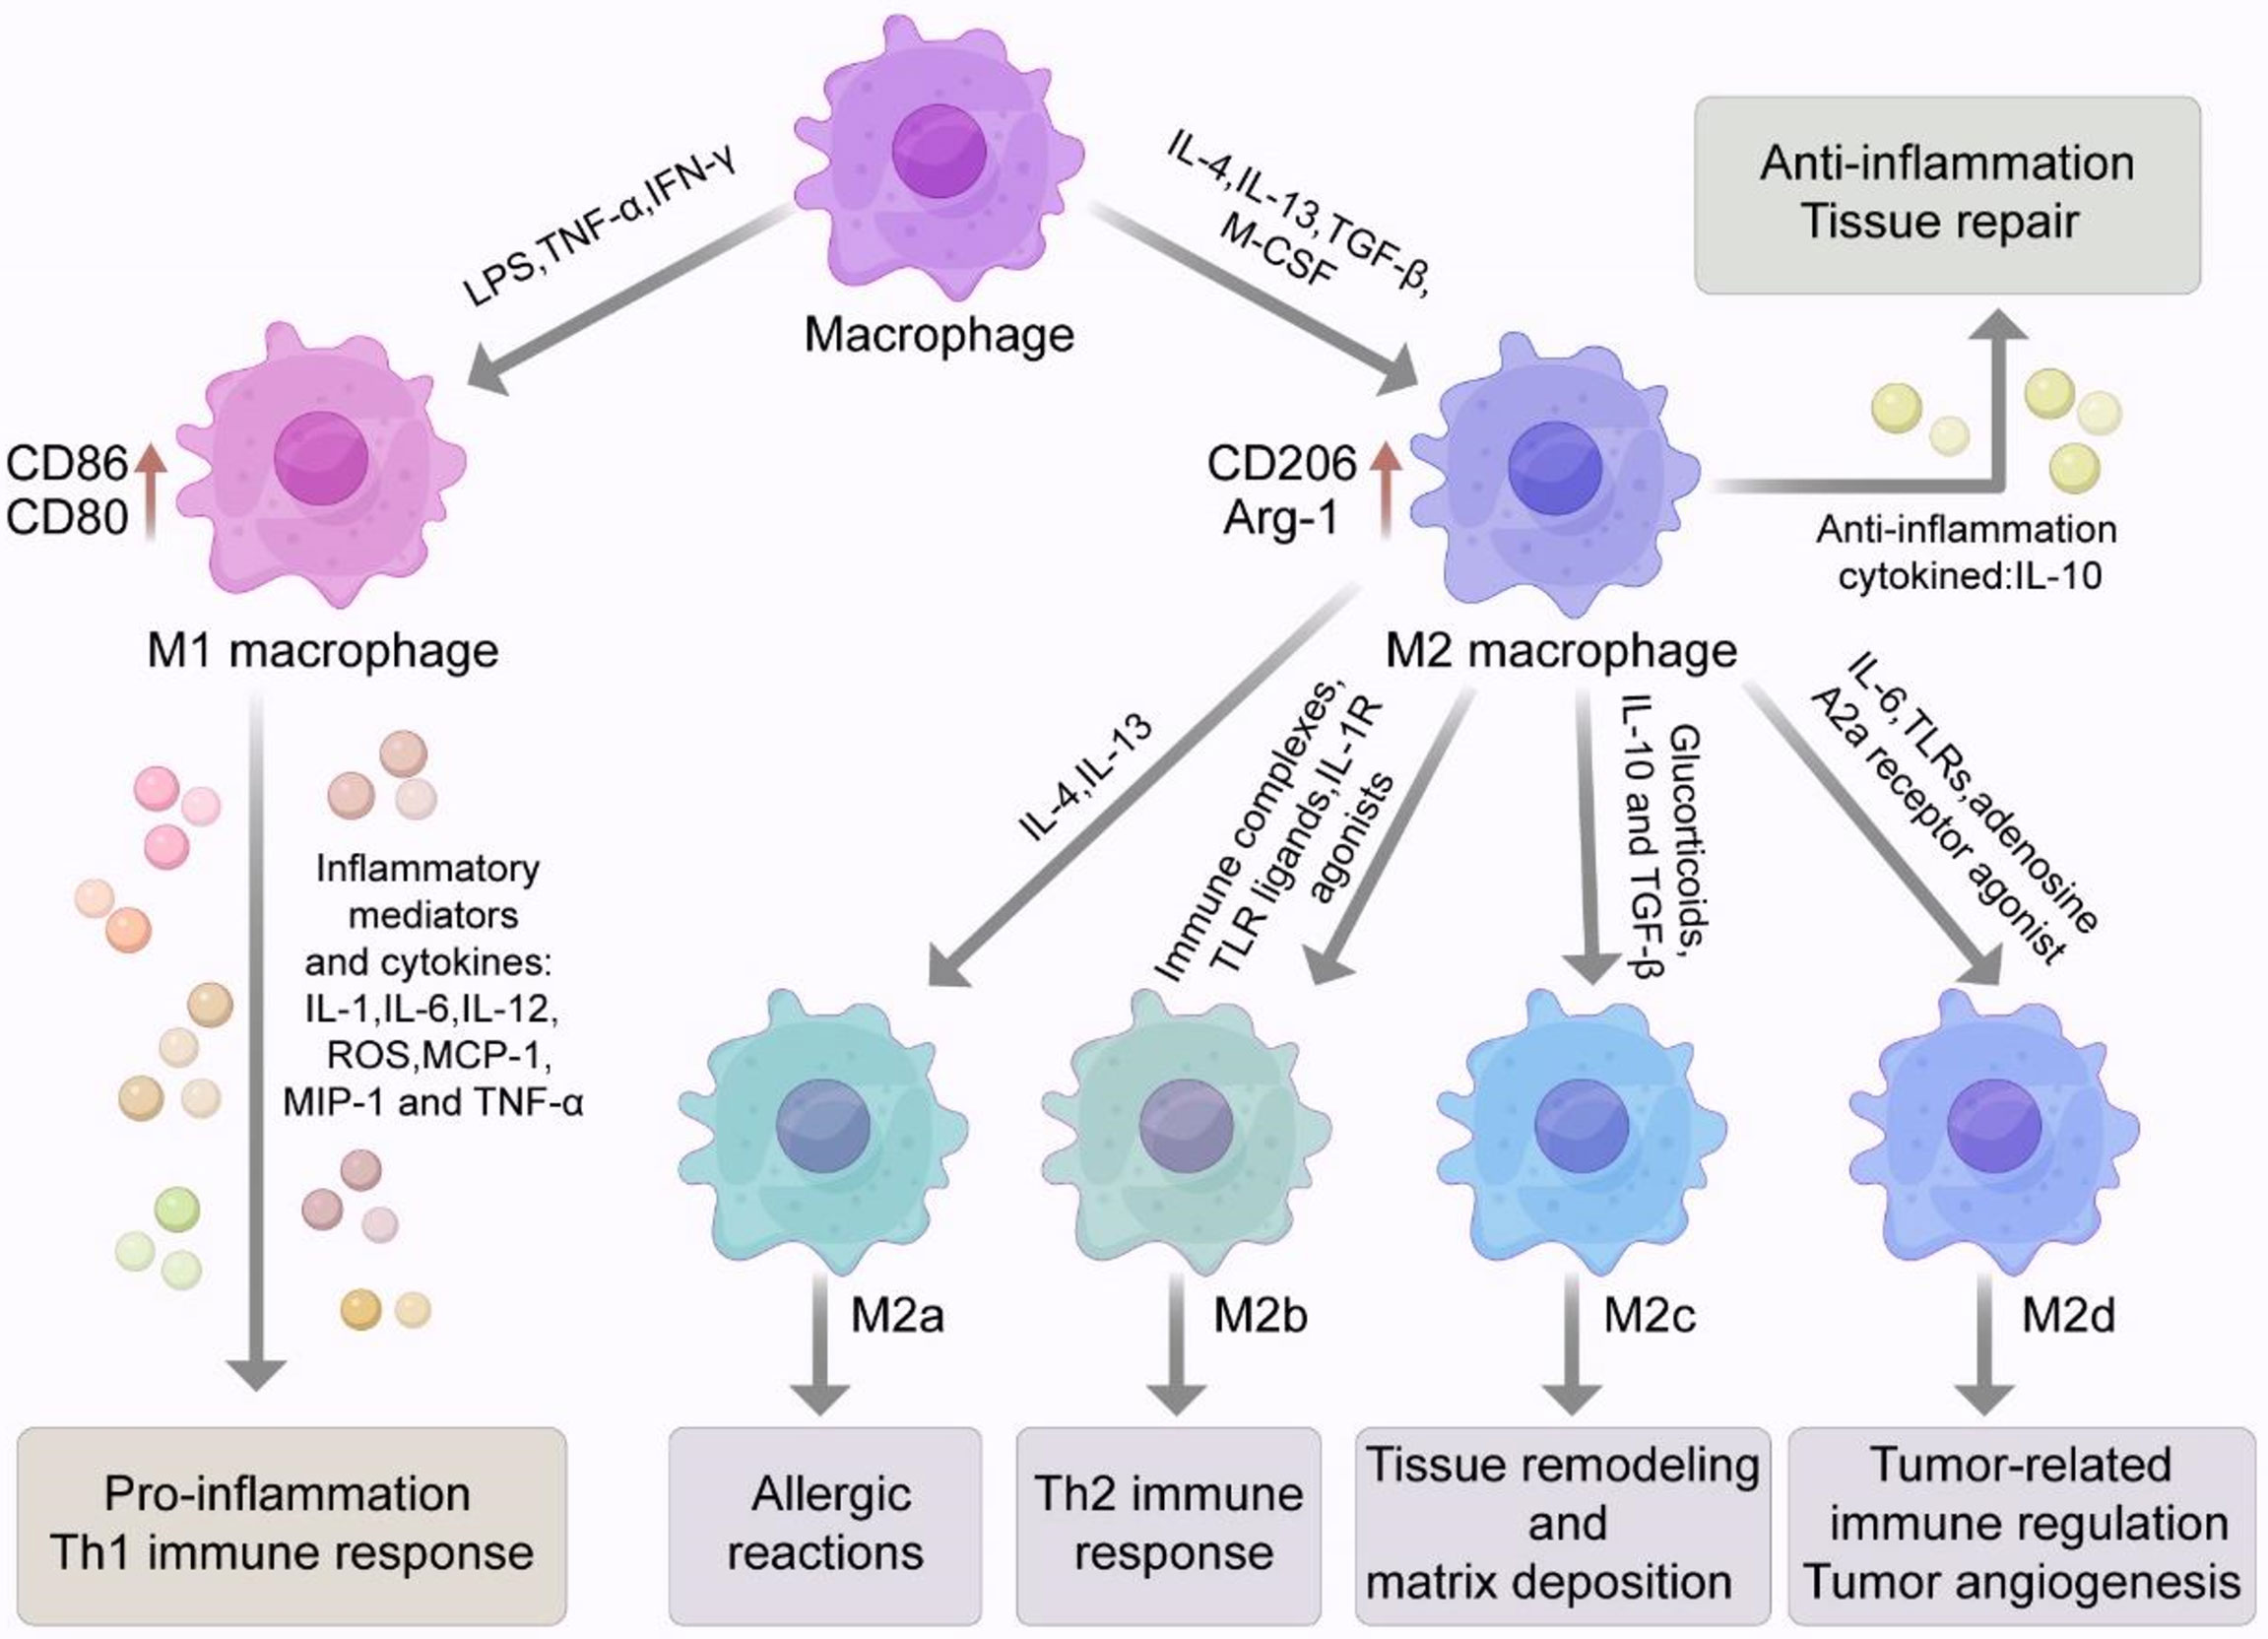 LPS,TNF-α,IFN-γ
IL-4,IL-13,TGF-β,
M-CSF
Macrophage
Anti-inflammation
Tissue repair
CD86
CD80
M1 macrophage
CD206
Arg-1
M2 macrophage
Anti-inflammation
cytokined:IL-10
Inflammatory
mediators
and cytokines:
IL-1,IL-6,IL-12,
ROS,MCP-1,
MIP-1 and TNF-α
IL-4,IL-13
Immune complexes,
TLR ligands,IL-1R
agonists
Glucorticoids,
IL-10 and TGF-β
IL-6,TLRs,adenosine
A2a receptor agonist
M2a
M2b
M2c
M2d
Pro-inflammation
Th1 immune response
Allergic
reactions
Th2 immune
response
Tissue remodeling
and
matrix deposition
Tumor-related
immune regulation
Tumor angiogenesis